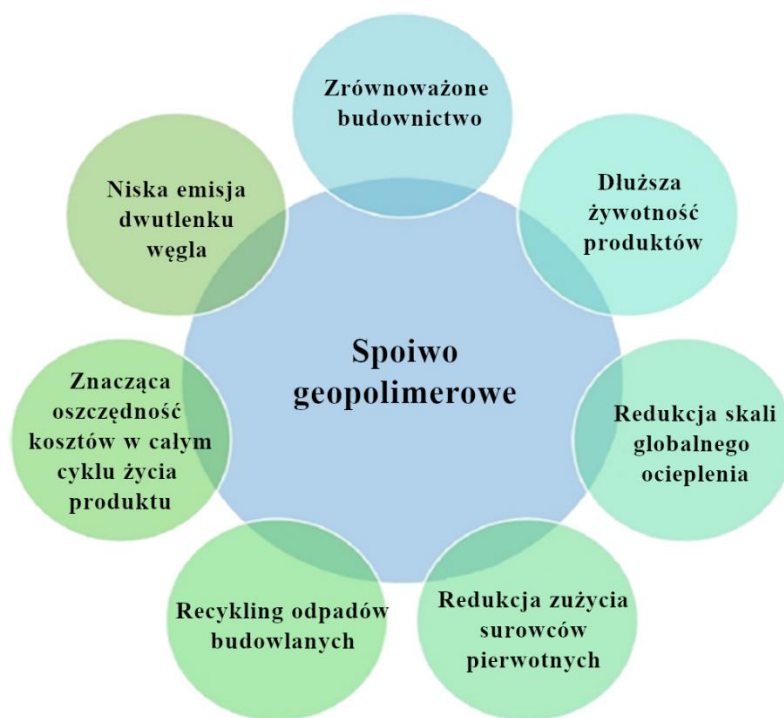 Zrównoważone
budownictwo
Niska emisja
dwutlenku
węgla
Dłuższa
żywotność
produktów
Spoiwo
geopolimerowe
Znacząca
oszczędność
kosztów w całym
cyklu życia
produktu
Redukcja skali
globalnego
ocieplenia
Recykling odpadów
budowlanych
Redukcja zużycia
surowców
pierwotnych